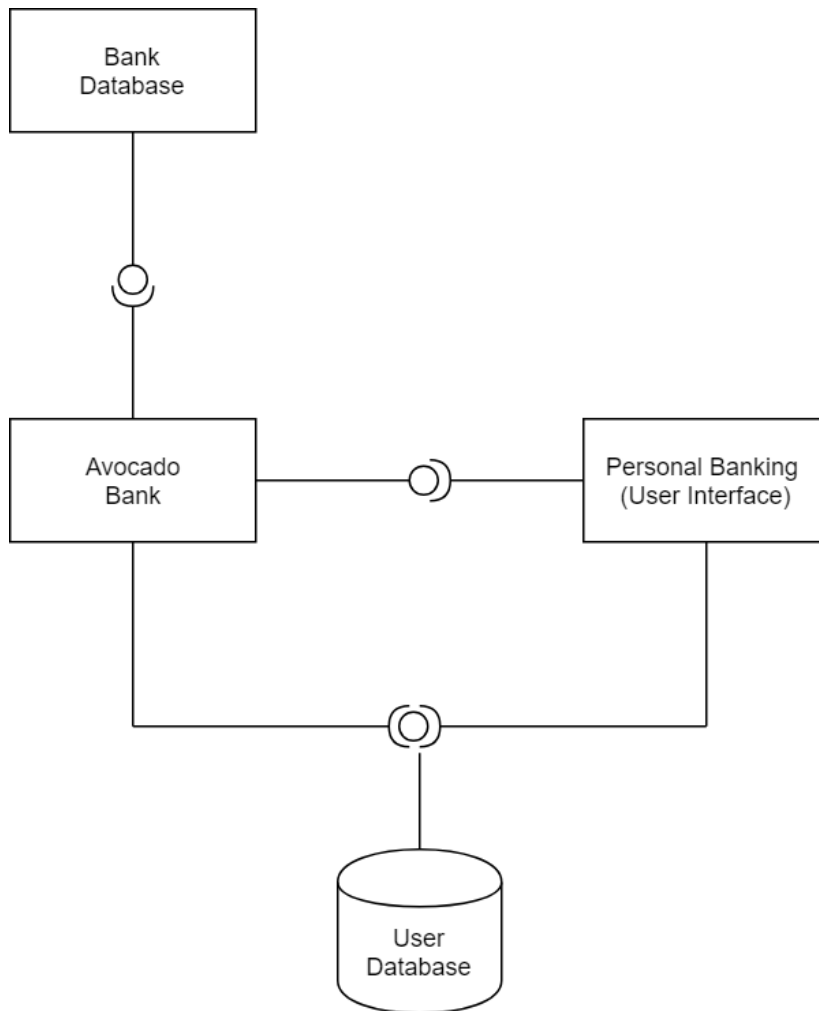 Bank
Database
Avocado
Bank
Personal Banking
(User Interface)
User
Database